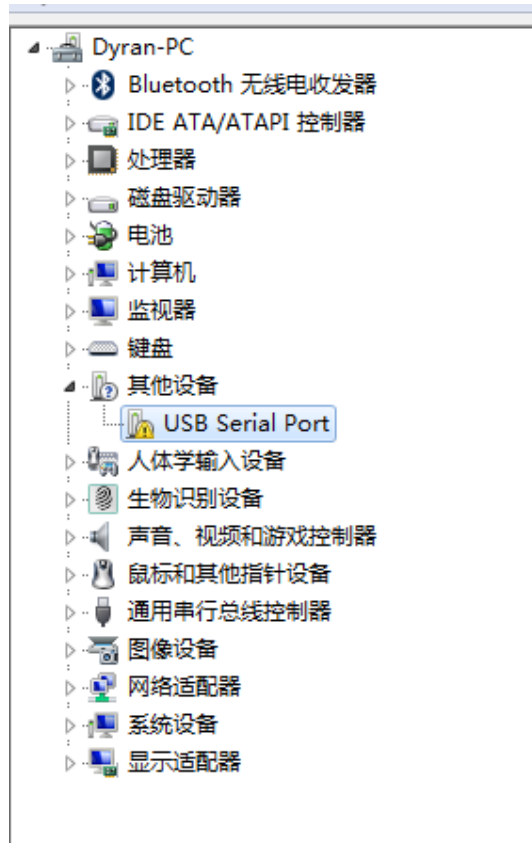 Dyran-PC
Bluetooth 无线电收发器
IDE ATA/ATAPI 控制器
处理器
磁盘驱动器
电池
计算机
监视器
键盘
其他设备
USB Serial Port
人体学输入设备
生物识别设备
声音、视频和游戏控制器
鼠标和其他指针设备
通用串行总线控制器
图像设备
网络适配器
系统设备
显示适配器